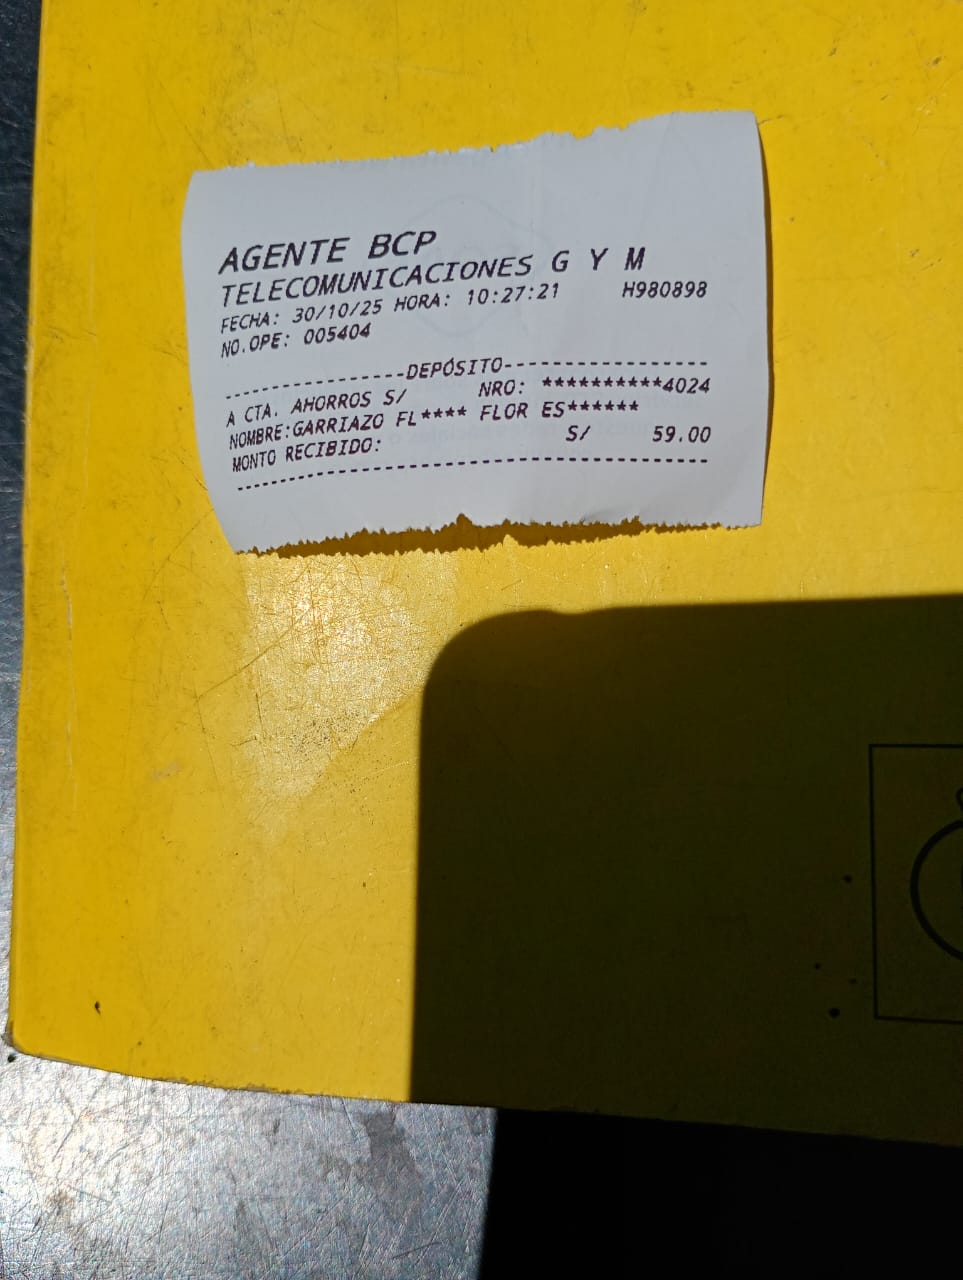 AGENTE BCP
TELECOMUNICACIONES G Y M
FECHA: 30/10/25 HORA: 10:27:21 H980898
NO.OPE: 005404
---------------DEPÓSITO-----------------
A CTA. AHORROS S/ NRO: **********4024
NOMBRE:GARRIAZO FL**** FLOR ES******
MONTO RECIBIDO: S/ 59.00
----------------------------------------